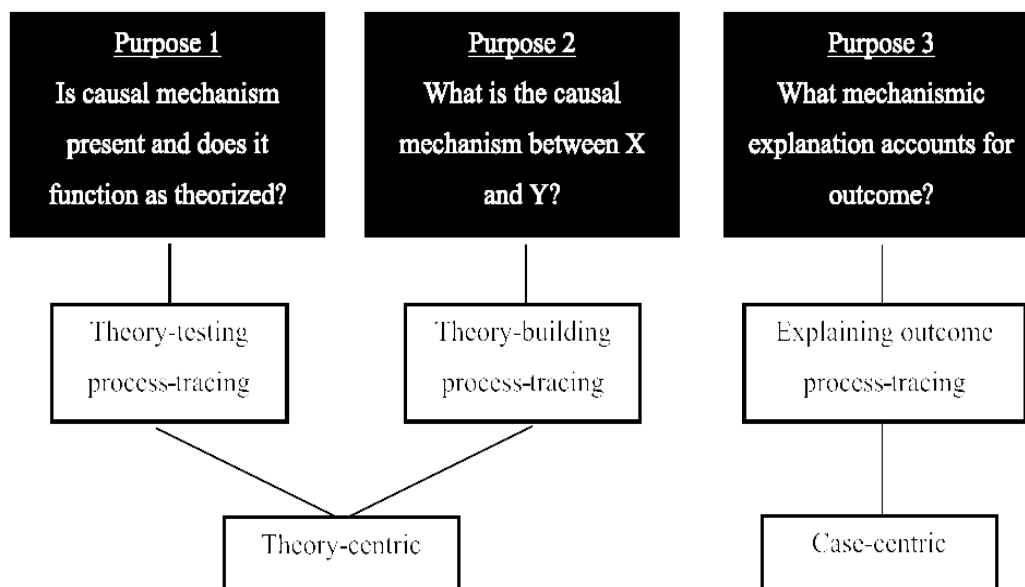 Purpose 1
Is causal mechanism
present and does it
function as theorized?
Purpose 2
What is the causal
mechanism between X
and Y?
Purpose 3
What mechanismic
explanation accounts for
outcome?
Theory-testing
process-tracing
Theory-building
process-tracing
Explaining outcome
process-tracing
Theory-centric
Case-centric